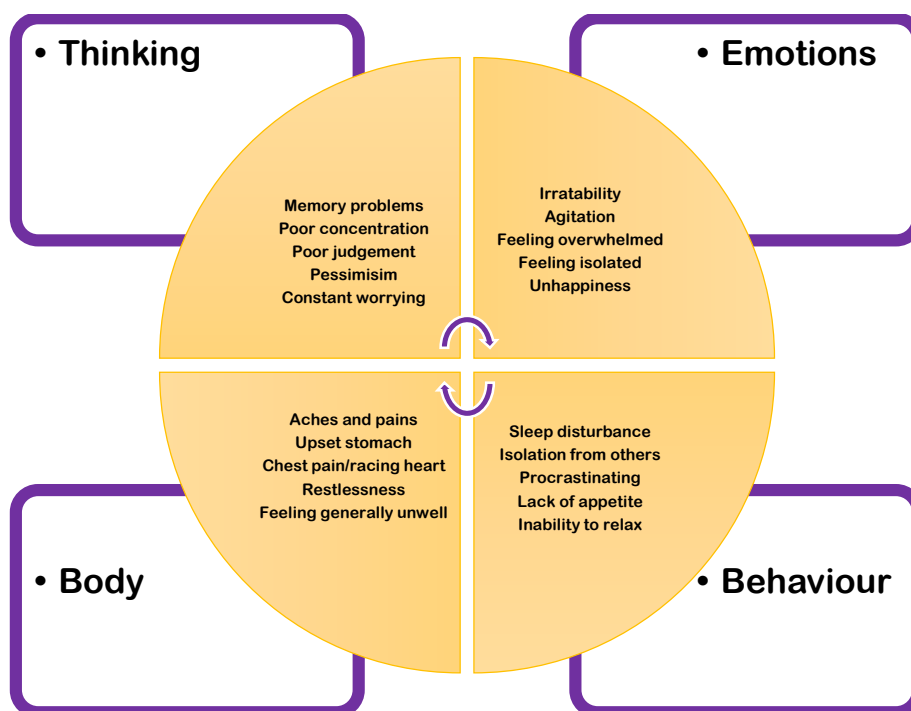 • Thinking
Memory problems
Poor concentration
Poor judgement
Pessimisim
Constant worrying
• Emotions
Irratability
Agitation
Feeling overwhelmed
Feeling isolated
Unhappiness
• Body
Aches and pains
Upset stomach
Chest pain/racing heart
Restlessness
Feeling generally unwell
• Behaviour
Sleep disturbance
Isolation from others
Procrastinating
Lack of appetite
Inability to relax